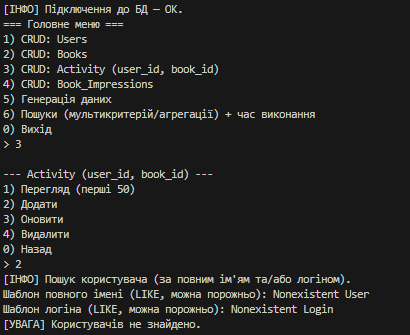 [ІНФО] Підключення до БД — ОК.
=== Головне меню ===
1) CRUD: Users
2) CRUD: Books
3) CRUD: Activity (user_id, book_id)
4) CRUD: Book_Impressions
5) Генерація даних
6) Пошуки (мультикритерій/агрегації) + час виконання
0) Вихід
> 3
--- Activity (user_id, book_id) ---
1) Перегляд (перші 50)
2) Додати
3) Оновити
4) Видалити
0) Назад
> 2
[ІНФО] Пошук користувача (за повним ім'ям та/або логіном).
Шаблон повного імені (LIKE, можна порожньо): Nonexistent User
Шаблон логіна (LIKE, можна порожньо): Nonexistent Login
[УВАГА] Користувачів не знайдено.